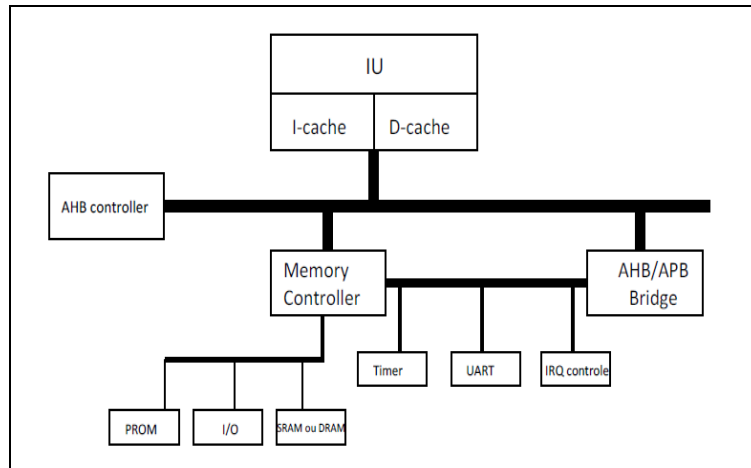 IU
I-cache
D-cache
AHB controller
Memory
Controller
AHB/APB
Bridge
Timer
UART
IRQ controle
PROM
I/O
SRAM ou DRAM